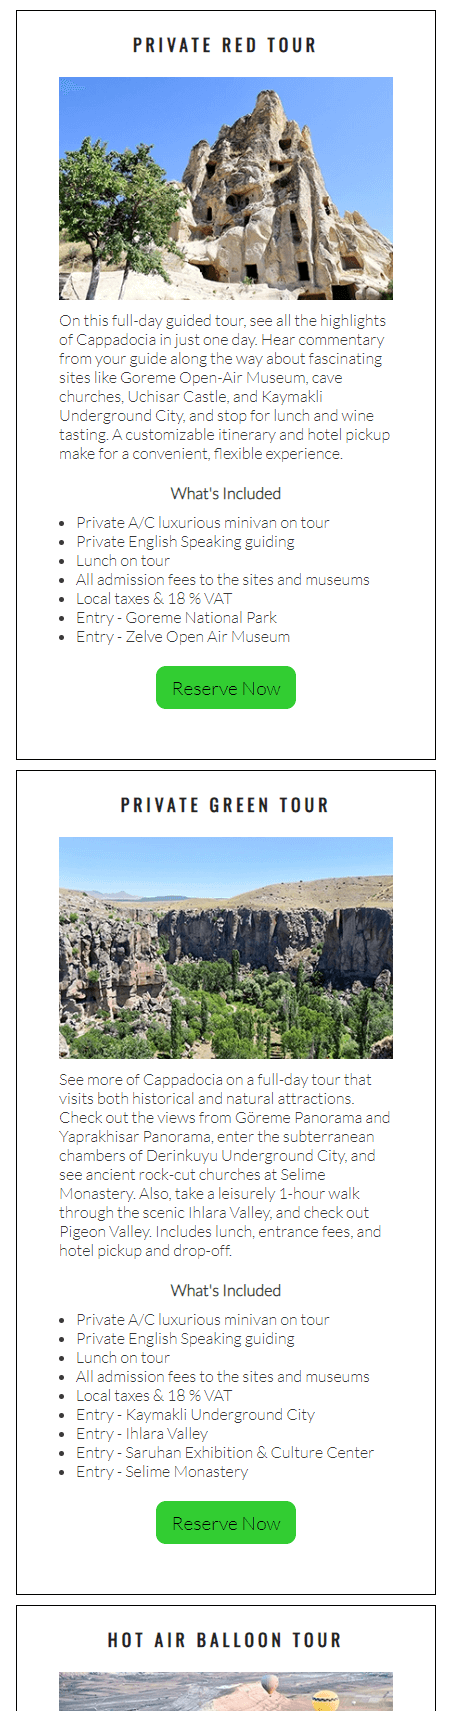 PRIVATE RED TOUR
On this full-day guided tour, see all the highlights
of Cappadocia in just one day. Hear commentary
from your guide along the way about fascinating
sites like Goreme Open-Air Museum, cave
churches, Uchisar Castle, and Kaymakli
Underground City, and stop for lunch and wine
tasting. A customizable itinerary and hotel pickup
make for a convenient, flexible experience.
What's Included
• Private A/C luxurious minivan on tour
• Private English Speaking guiding
• Lunch on tour
• All admission fees to the sites and museums
• Local taxes & 18 % VAT
• Entry - Goreme National Park
• Entry - Zelve Open Air Museum
Reserve Now
PRIVATE GREEN TOUR
See more of Cappadocia on a full-day tour that
visits both historical and natural attractions.
Check out the views from Göreme Panorama and
Yaprakhisar Panorama, enter the subterranean
chambers of Derinkuyu Underground City, and
see ancient rock-cut churches at Selime
Monastery. Also, take a leisurely 1-hour walk
through the scenic Ihlara Valley, and check out
Pigeon Valley. Includes lunch, entrance fees, and
hotel pickup and drop-off.
What's Included
• Private A/C luxurious minivan on tour
• Private English Speaking guiding
• Lunch on tour
• All admission fees to the sites and museums
• Local taxes & 18 % VAT
• Entry - Kaymakli Underground City
• Entry - Ihlara Valley
• Entry - Saruhan Exhibition & Culture Center
• Entry - Selime Monastery
Reserve Now
HOT AIR BALLOON TOUR